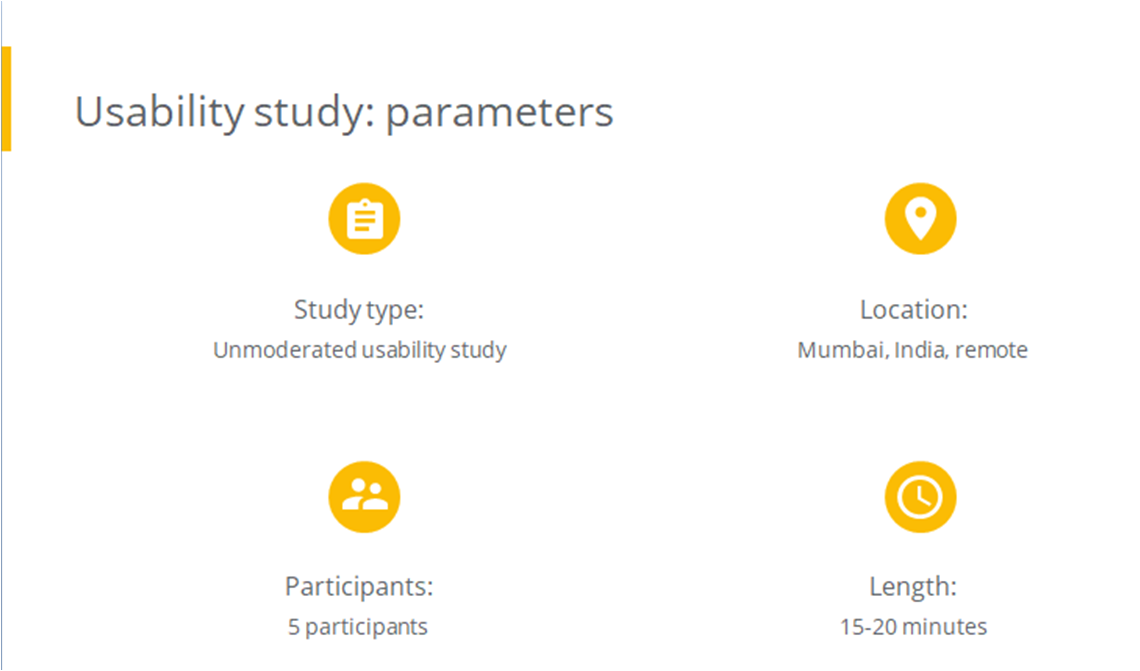 Usability study: parameters
Study type:
Unmoderated usability study
Location:
Mumbai, India, remote
Participants:
5 participants
Length:
15-20 minutes